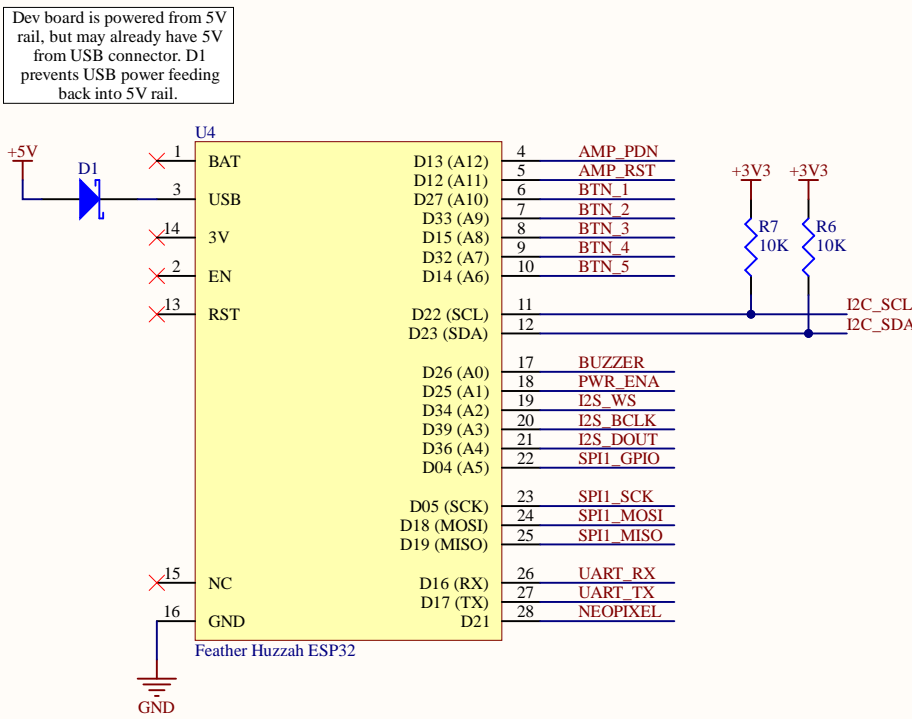 Dev board is powered from 5V
rail, but may already have 5V
from USB connector. D1
prevents USB power feeding
back into 5V rail.
U4
+5V
D1
1 BAT
3 USB
14 3V
2 EN
13 RST
15 NC
16 GND
GND
D13 (A12) 4 AMP_PDN
D12 (A11) 5 AMP_RST
D27 (A10) 6 BTN_1
D33 (A9) 7 BTN_2
D15 (A8) 8 BTN_3
D32 (A7) 9 BTN_4
D14 (A6) 10 BTN_5
+3V3 +3V3
R7 R6
10K 10K
D22 (SCL) 11 I2C_SCL
D23 (SDA) 12 I2C_SDA
D26 (A0) 17 BUZZER
D25 (A1) 18 PWR_ENA
D34 (A2) 19 I2S_WS
D39 (A3) 20 I2S_BCLK
D36 (A4) 21 I2S_DOUT
D04 (A5) 22 SPI1_GPIO
D05 (SCK) 23 SPI1_SCK
D18 (MOSI) 24 SPI1_MOSI
D19 (MISO) 25 SPI1_MISO
D16 (RX) 26 UART_RX
D17 (TX) 27 UART_TX
D21 28 NEOPIXEL
Feather Huzzah ESP32